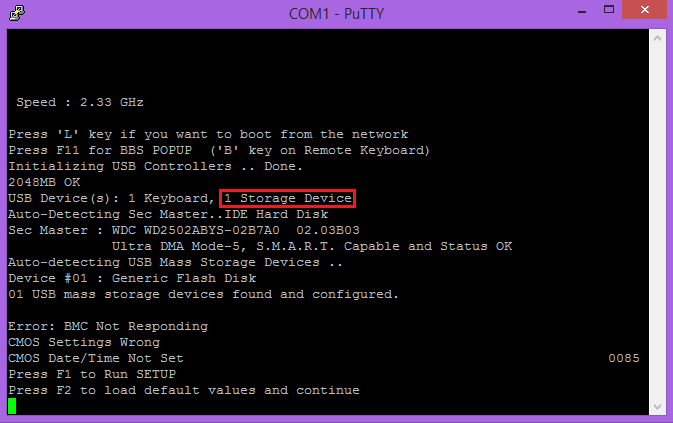 COM1 - PuTTY
Speed : 2.33 GHz
Press 'L' key if you want to boot from the network
Press F11 for BBS POPUP  ('B' key on Remote Keyboard)
Initializing USB Controllers .. Done.
2048MB OK
USB Device(s): 1 Keyboard, 1 Storage Device
Auto-Detecting Sec Master..IDE Hard Disk
Sec Master : WDC WD2502ABYS-02B7A0  02.03B03
Ultra DMA Mode-5, S.M.A.R.T. Capable and Status OK
Auto-detecting USB Mass Storage Devices ..
Device #01 : Generic Flash Disk
01 USB mass storage devices found and configured.
Error: BMC Not Responding
CMOS Settings Wrong
CMOS Date/Time Not Set 0085
Press F1 to Run SETUP
Press F2 to load default values and continue